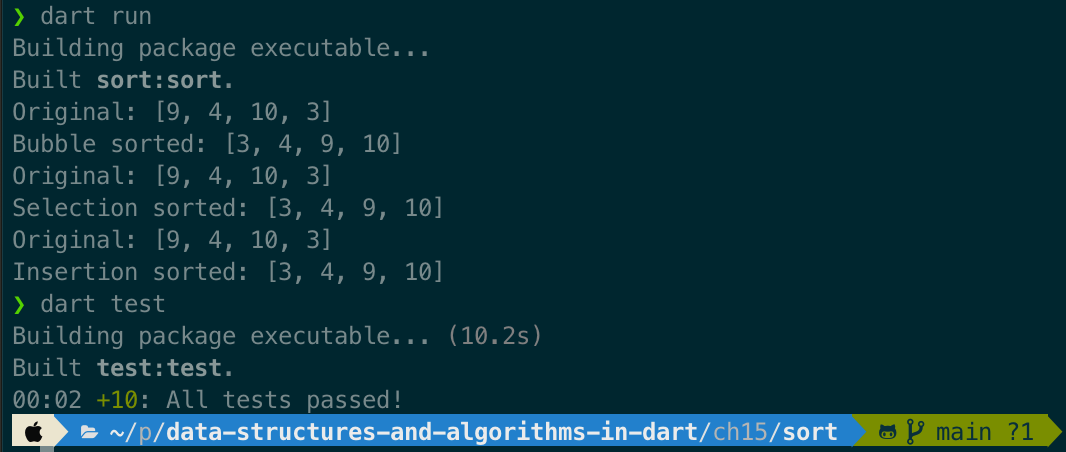 ❯ dart run
Building package executable...
Built sort:sort.
Original: [9, 4, 10, 3]
Bubble sorted: [3, 4, 9, 10]
Original: [9, 4, 10, 3]
Selection sorted: [3, 4, 9, 10]
Original: [9, 4, 10, 3]
Insertion sorted: [3, 4, 9, 10]
❯ dart test
Building package executable... (10.2s)
Built test:test.
00:02 +10: All tests passed!
~/p/data-structures-and-algorithms-in-dart/ch15/sort main ?1